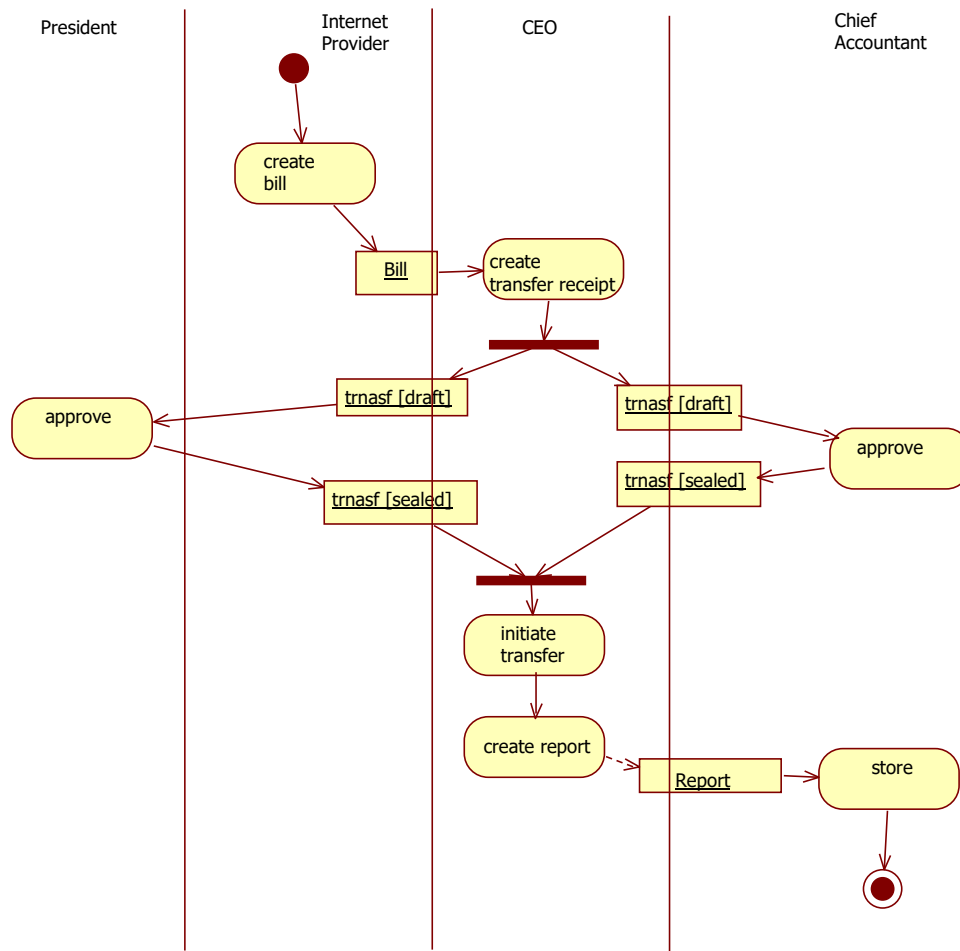 President
Internet
Provider
CEO
Chief
Accountant
create
bill
Bill
create
transfer receipt
trnasf [draft]
trnasf [draft]
approve
approve
trnasf [sealed]
trnasf [sealed]
initiate
transfer
create report
Report
store